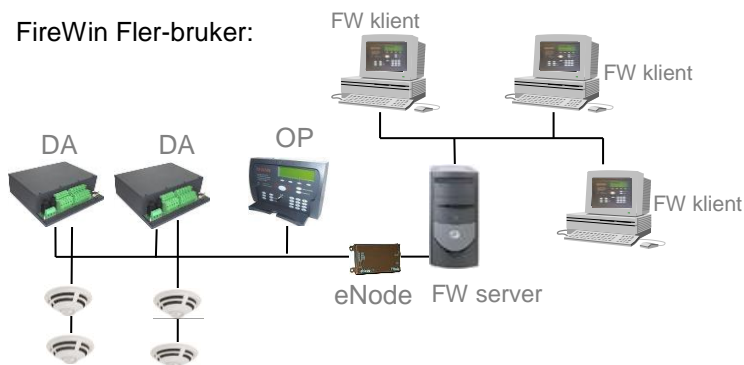 FireWin Fler-bruker:
FW klient
FW klient
DA
DA
OP
FW klient
eNode
FW server